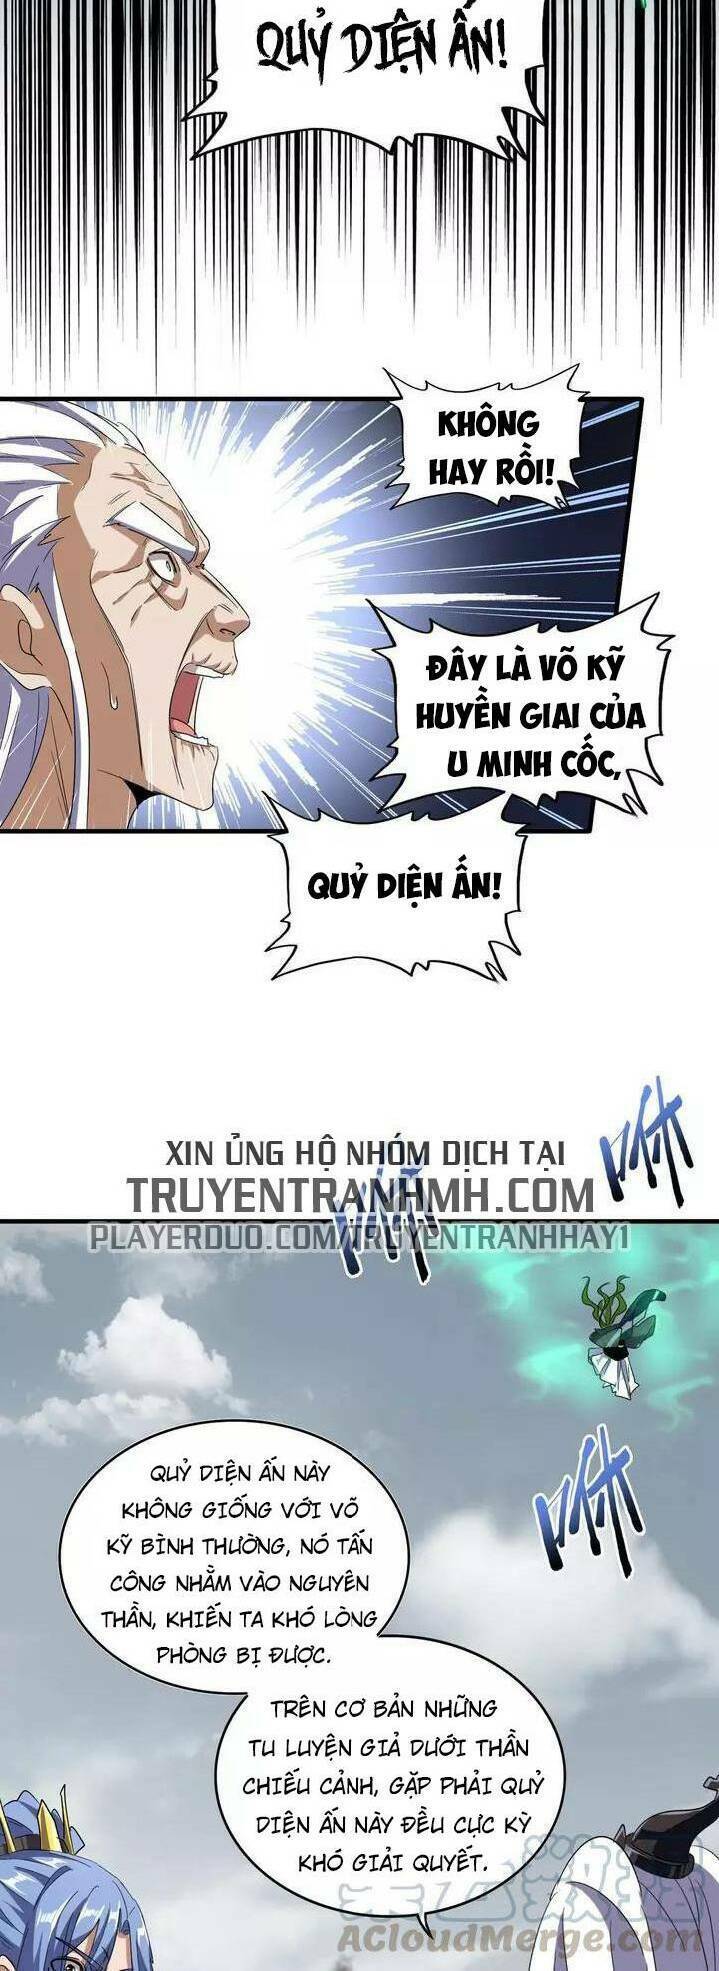 QUỶ DIỆN ẤN!
KHÔNG
HAY RỒI!
ĐÂY LÀ VÕ KỸ
HUYỀN GIAI CỦA
U MINH CỐC,
QUỶ DIỆN ẤN!
咻
XIN ỦNG HỘ NHÓM DỊCH TẠI
TRUYENTRANHMH.COM
PLAYERDUO.COM/TRUYENTRANHHAY1
咻
咻
QUỶ DIỆN ẤN NÀY
KHÔNG GIỐNG VỚI VÕ
KỸ BÌNH THƯỜNG, NÓ TẤN
CÔNG NHẰM VÀO NGUYÊN
THẦN, KHIẾN TA KHÓ LÒNG
PHÒNG BỊ ĐƯỢC.
TRÊN CƠ BẢN NHỮNG
TU LUYỆN GIẢ DƯỚI THẦN
CHIẾU CẢNH, GẶP PHẢI QUỶ
DIỆN ẤN NÀY ĐỀU CỰC KỲ
KHÓ GIẢI QUYẾT.
AcloudMerge.com